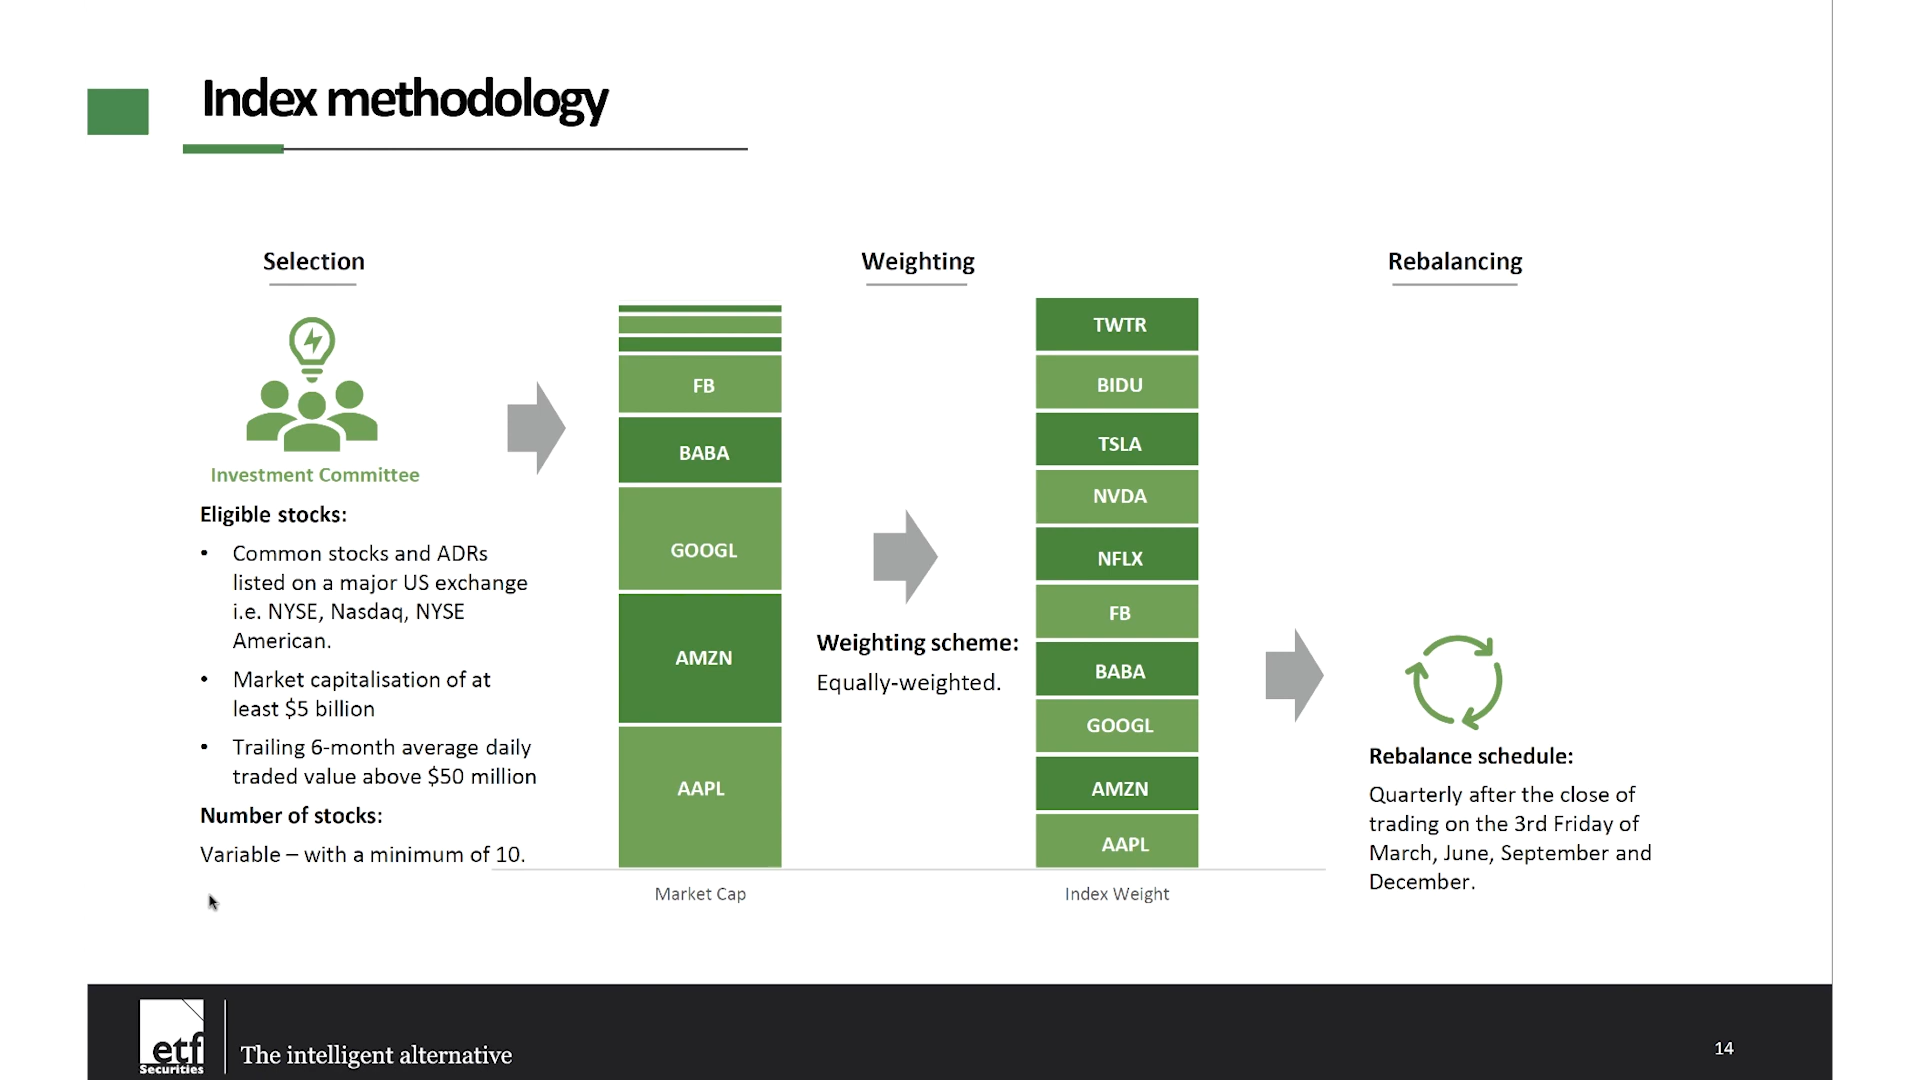 Index methodology
Selection
Investment Committee
Eligible stocks:
• Common stocks and ADRs
listed on a major US exchange
i.e. NYSE, Nasdaq, NYSE
American.
• Market capitalisation of at
least $5 billion
• Trailing 6-month average daily
traded value above $50 million
Number of stocks:
Variable – with a minimum of 10.
Weighting
FB
BABA
GOOGL
AMZN
AAPL
Market Cap
Weighting scheme:
Equally-weighted.
TWTR
BIDU
TSLA
NVDA
NFLX
FB
BABA
GOOGL
AMZN
AAPL
Index Weight
Rebalancing
Rebalance schedule:
Quarterly after the close of
trading on the 3rd Friday of
March, June, September and
December.
etf
Securities
The intelligent alternative
14